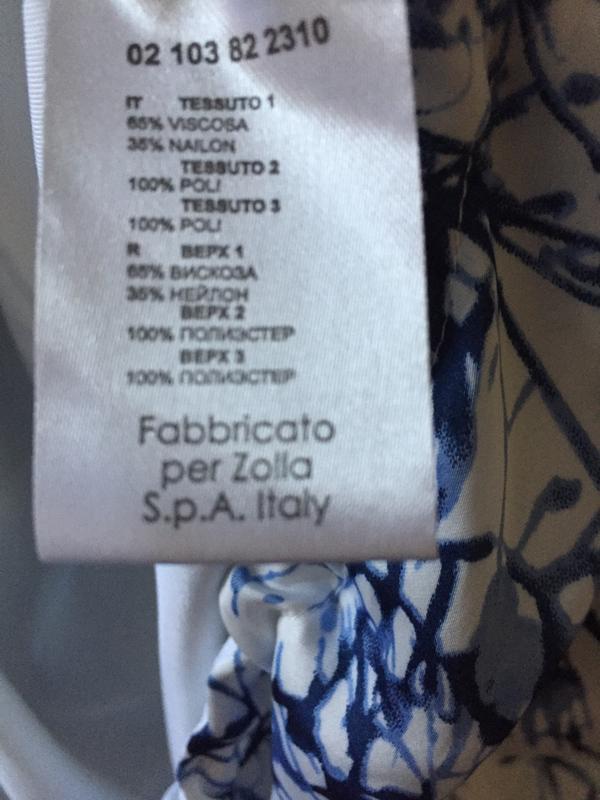 02 103 82 2310
IT TESSUTO 1
65% VISCOSA
35% NAILON
TESSUTO 2
100% POLI
TESSUTO 3
100% POLI
R ВЕРХ 1
65% ВИСКОЗА
35% НЕЙЛОН
ВЕРХ 2
100% ПОЛИЭСТЕР
ВЕРХ 3
100% ПОЛИЭСТЕР
Fabbricato
per Zolla
S.p.A. Italy